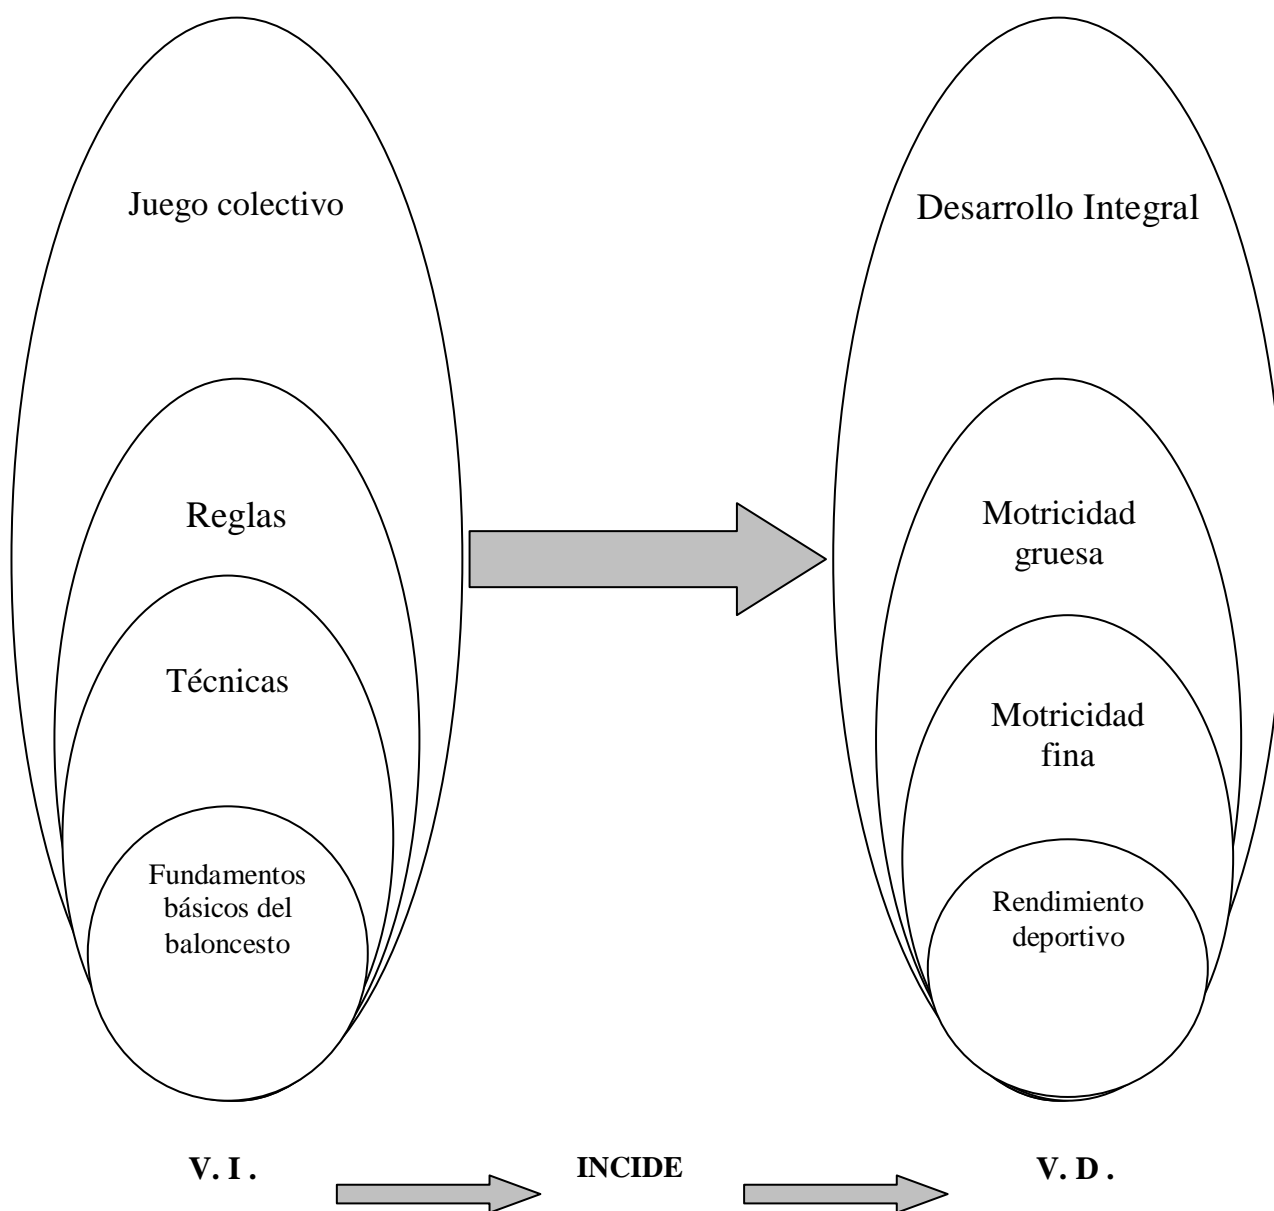 Juego colectivo
Reglas
Técnicas
Fundamentos
básicos del
baloncesto
Desarrollo Integral
Motricidad
gruesa
Motricidad
fina
Rendimiento
deportivo
V. I .
INCIDE
V. D .